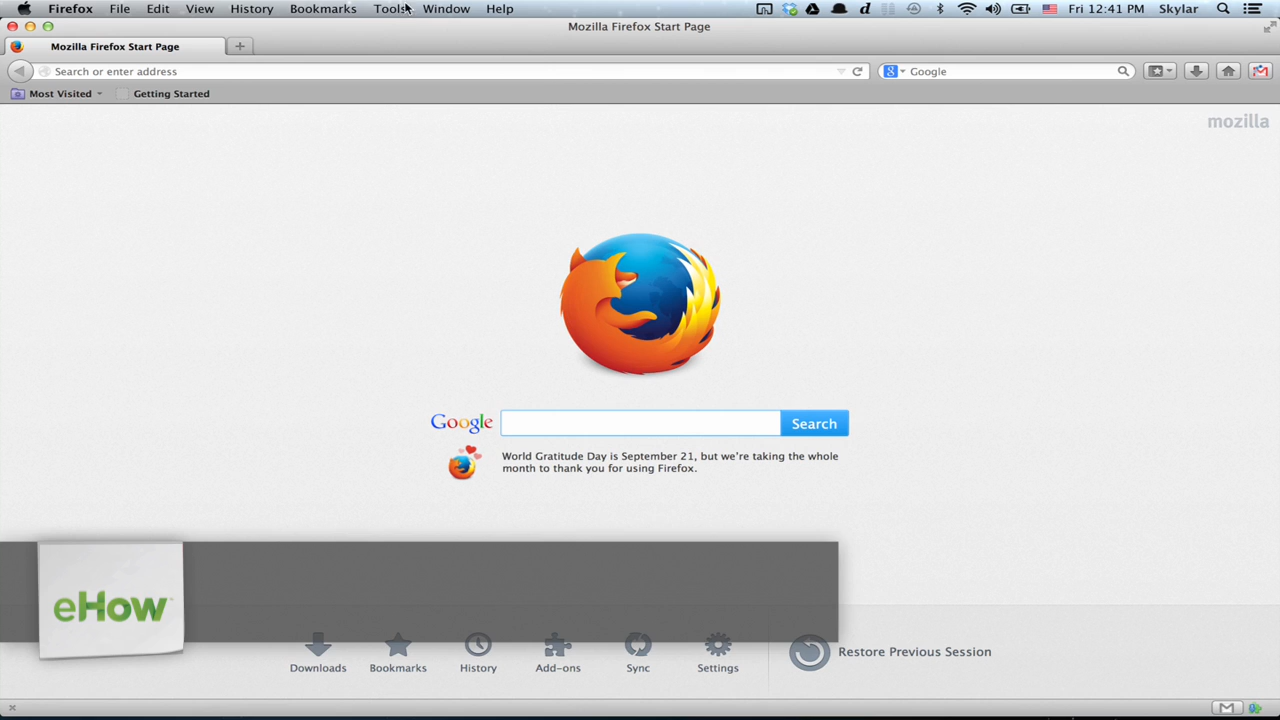 Firefox File Edit View History Bookmarks Tools Window Help Fri 12:41 PM Skylar
Mozilla Firefox Start Page
Mozilla Firefox Start Page
Search or enter address
Google
Most Visited Getting Started
mozilla
Google Search
World Gratitude Day is September 21, but we're taking the whole
month to thank you for using Firefox.
eHow™
Downloads Bookmarks History Add-ons Sync Settings Restore Previous Session